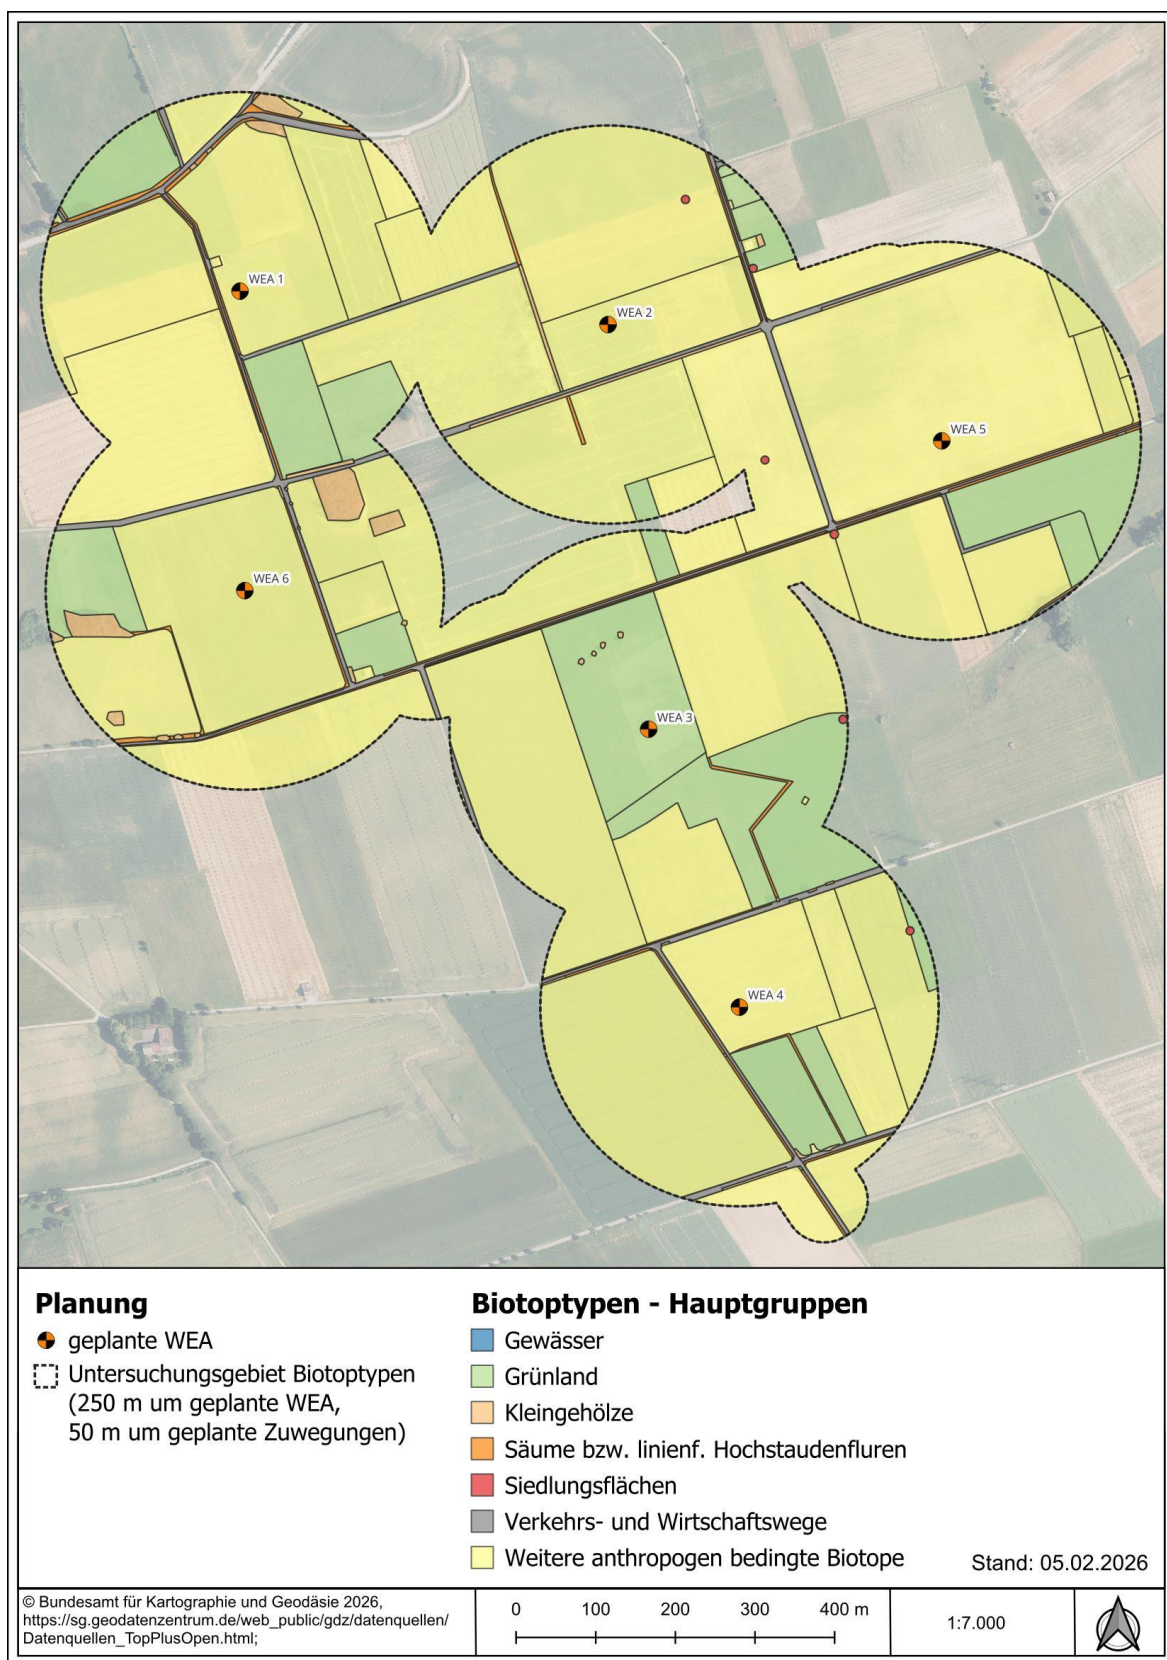 WEA 1
WEA 2
WEA 5
WEA 6
WEA 3
WEA 4
Planung
geplante WEA
Untersuchungsgebiet Biotoptypen
(250 m um geplante WEA,
50 m um geplante Zuwegungen)
Biotoptypen - Hauptgruppen
Gewässer
Grünland
Kleingehölze
Säume bzw. linienf. Hochstaudenfluren
Siedlungsflächen
Verkehrs- und Wirtschaftswege
Weitere anthropogen bedingte Biotope
Stand: 05.02.2026
© Bundesamt für Kartographie und Geodäsie 2026,
https://sg.geodatenzentrum.de/web_public/gdz/datenquellen/
Datenquellen_TopPlusOpen.html;
0 100 200 300 400 m
1:7.000